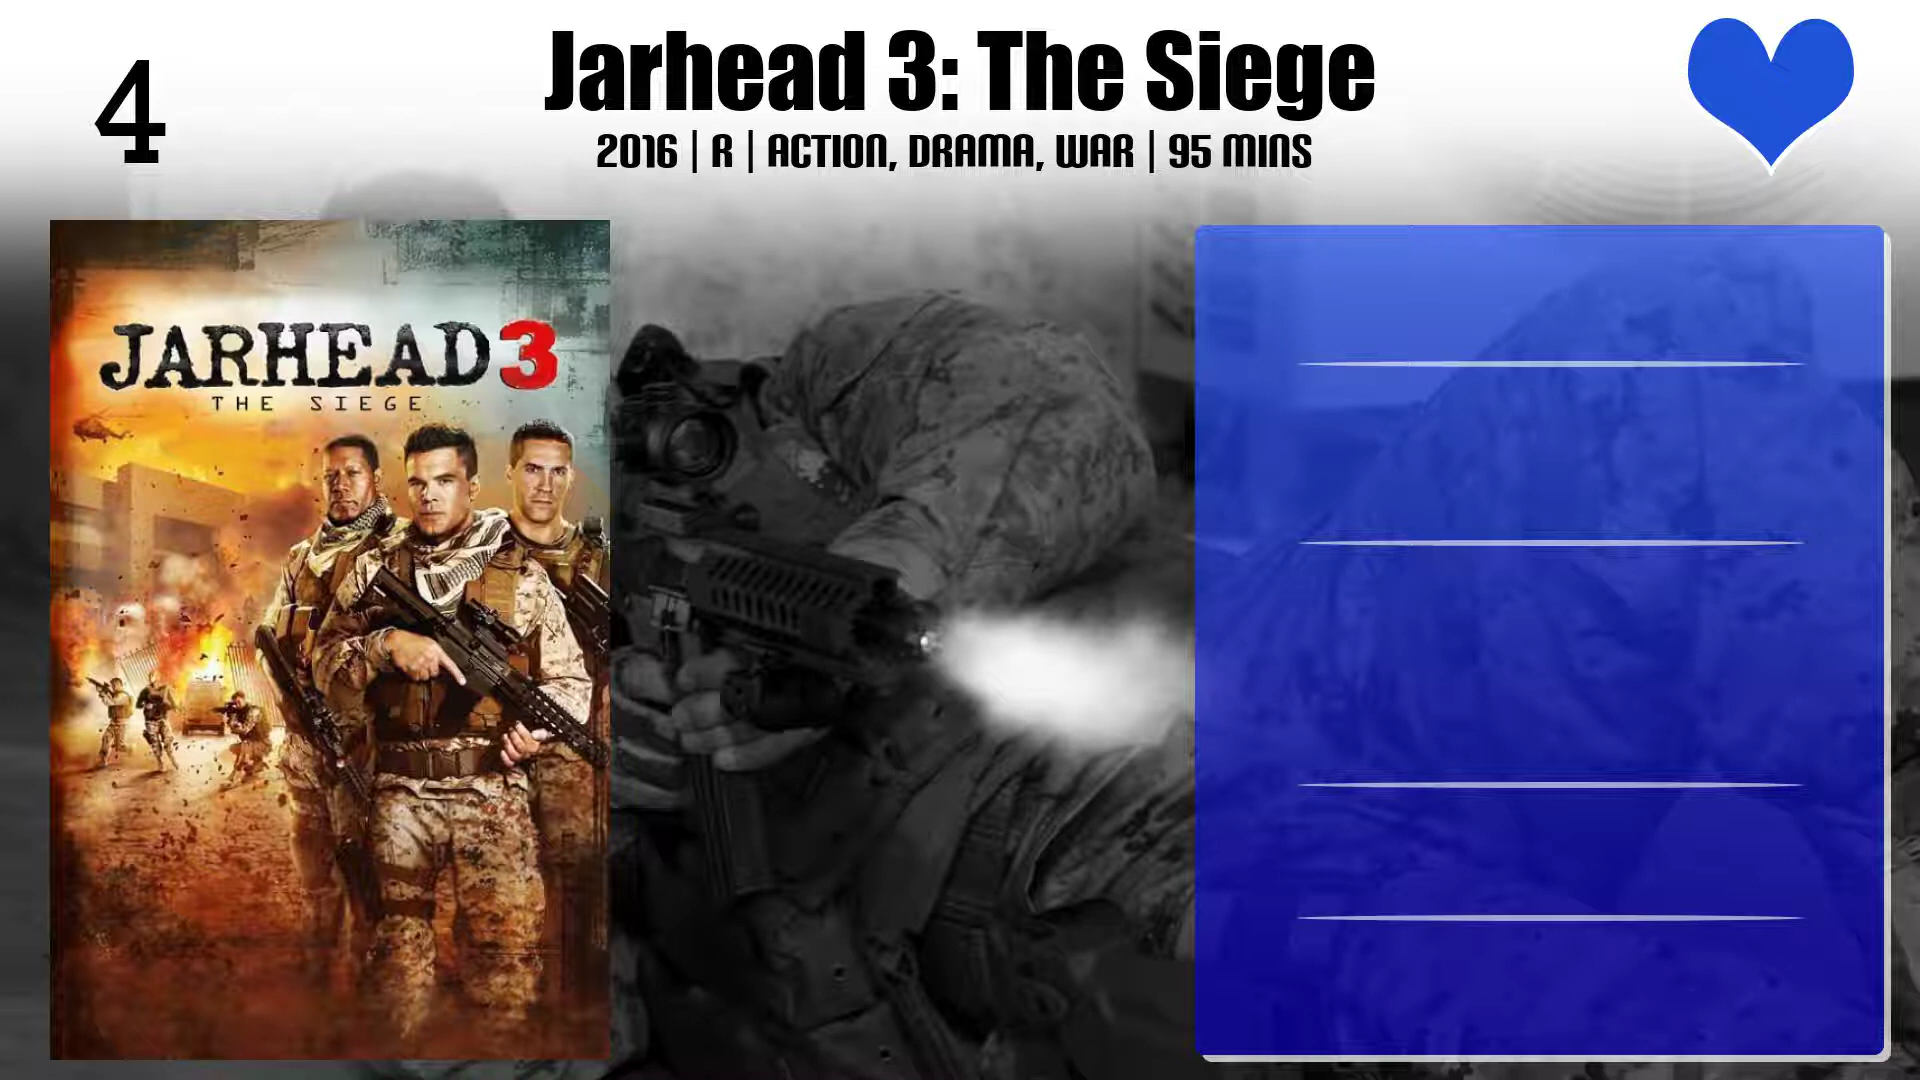 4
Jarhead 3: The Siege
2016 | R | ACTION, DRAMA, WAR | 95 MINS
JARHEAD 3
THE SIEGE